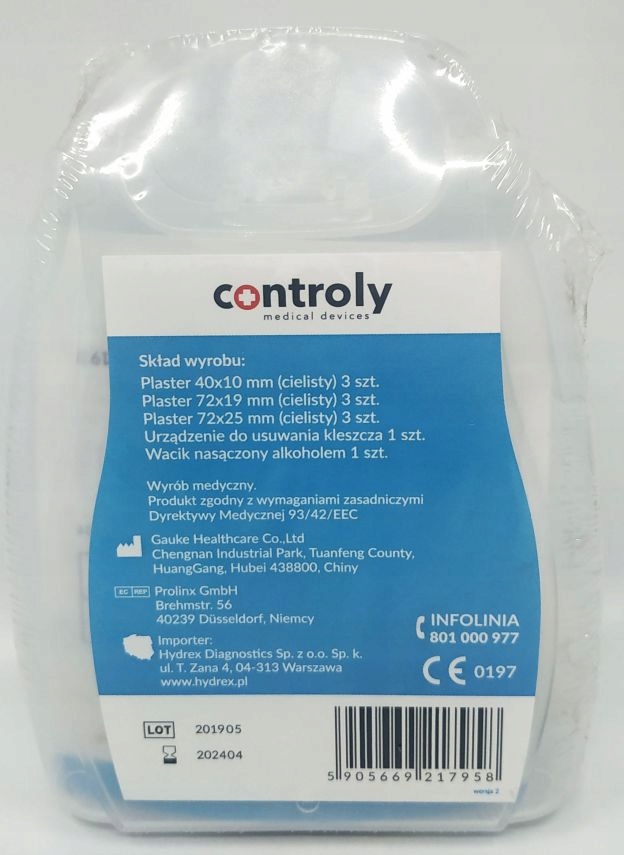 controly
medical devices
Skład wyrobu:
Plaster 40x10 mm (cielisty) 3 szt.
Plaster 72x19 mm (cielisty) 3 szt.
Plaster 72x25 mm (cielisty) 3 szt.
Urządzenie do usuwania kleszcza 1 szt.
Wacik nasączony alkoholem 1 szt.
Wyrób medyczny.
Produkt zgodny z wymaganiami zasadniczymi
Dyrektywy Medycznej 93/42/EEC
Gauke Healthcare Co.,Ltd
Chengnan Industrial Park, Tuanfeng County,
HuangGang, Hubei 438800, Chiny
EC REP Prolinx GmbH
Brehmstr. 56
40239 Düsseldorf, Niemcy
Importer:
Hydrex Diagnostics Sp. z o.o. Sp. k.
ul. T. Zana 4, 04-313 Warszawa
www.hydrex.pl
INFOLINIA
801 000 977
CE 0197
LOT 201905
202404
5 905669 217958
wersja 2